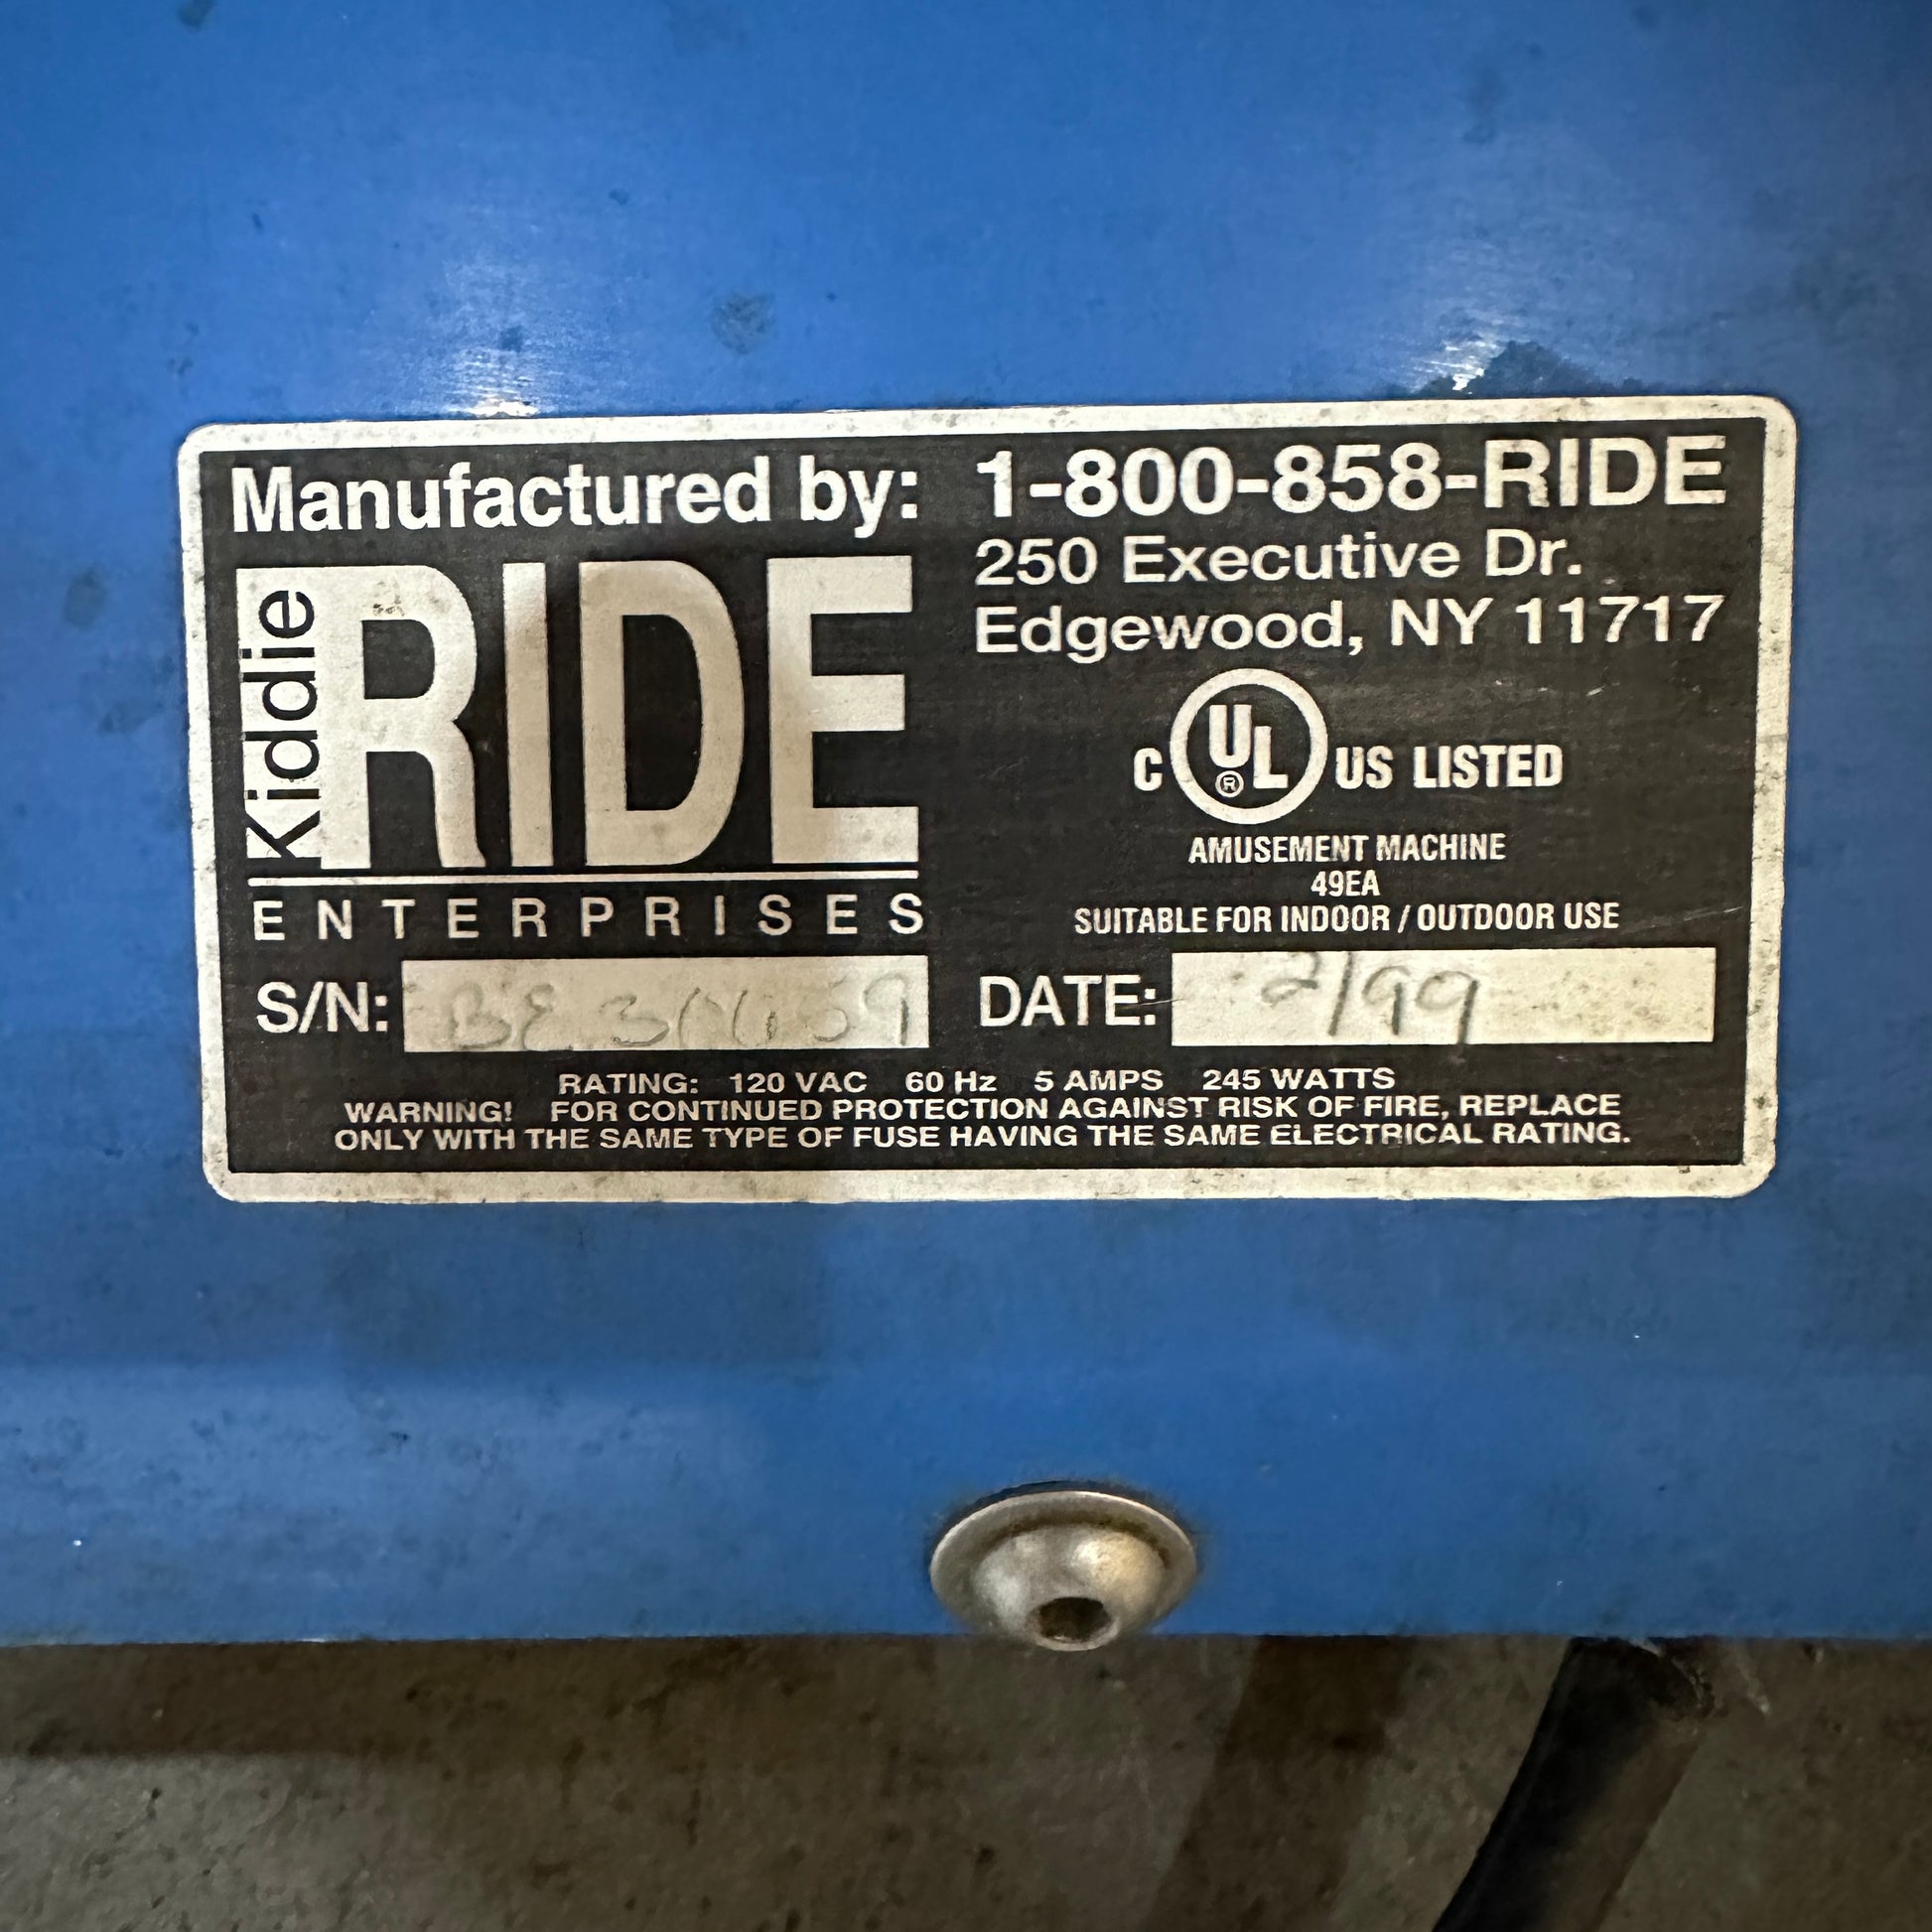 Manufactured by:
Kiddie RIDE
ENTERPRISES
1-800-858-RIDE
250 Executive Dr.
Edgewood, NY 11717
C UL® US LISTED
AMUSEMENT MACHINE
49EA
SUITABLE FOR INDOOR / OUTDOOR USE
S/N:
DATE: 2/99
RATING: 120 VAC 60 Hz 5 AMPS 245 WATTS
WARNING! FOR CONTINUED PROTECTION AGAINST RISK OF FIRE, REPLACE
ONLY WITH THE SAME TYPE OF FUSE HAVING THE SAME ELECTRICAL RATING.